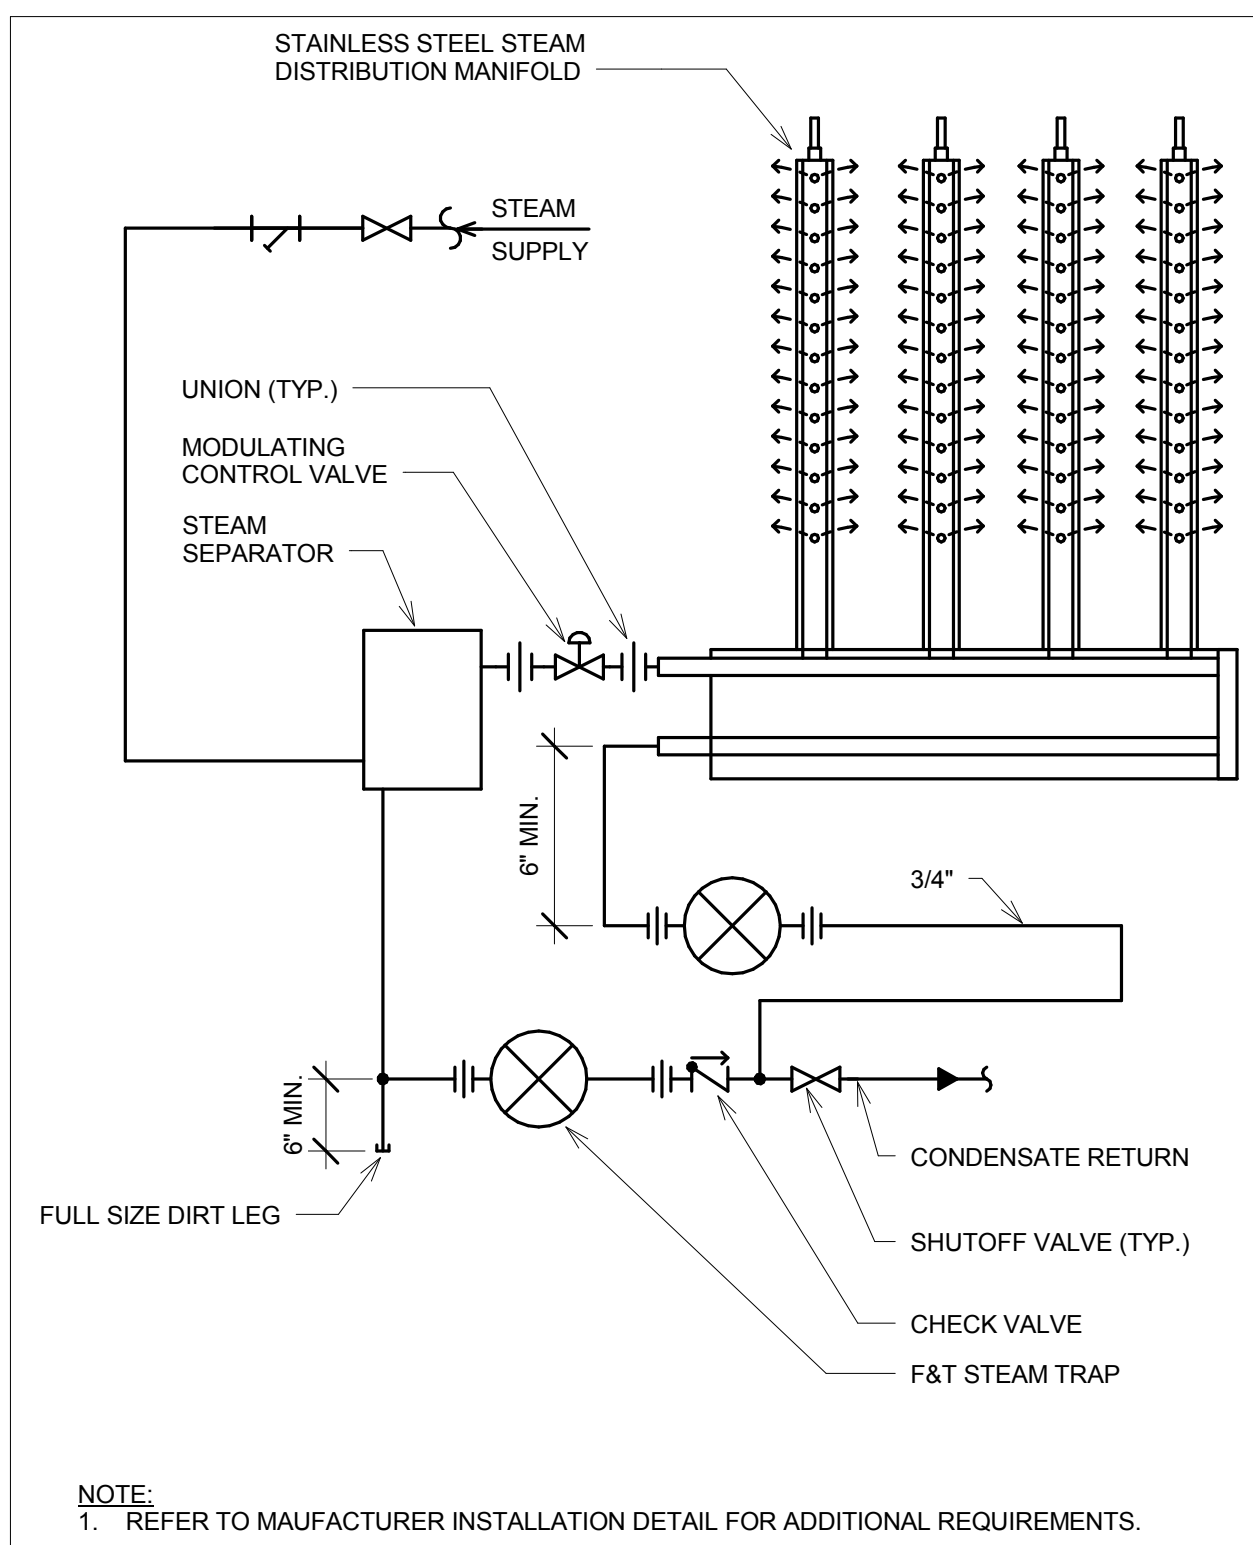 STAINLESS STEEL STEAM
DISTRIBUTION MANIFOLD
STEAM
SUPPLY
UNION (TYP.)
MODULATING
CONTROL VALVE
STEAM
SEPARATOR
6" MIN.
3/4"
6" MIN.
CONDENSATE RETURN
FULL SIZE DIRT LEG
SHUTOFF VALVE (TYP.)
CHECK VALVE
F&T STEAM TRAP
NOTE:
1. REFER TO MAUFACTURER INSTALLATION DETAIL FOR ADDITIONAL REQUIREMENTS.